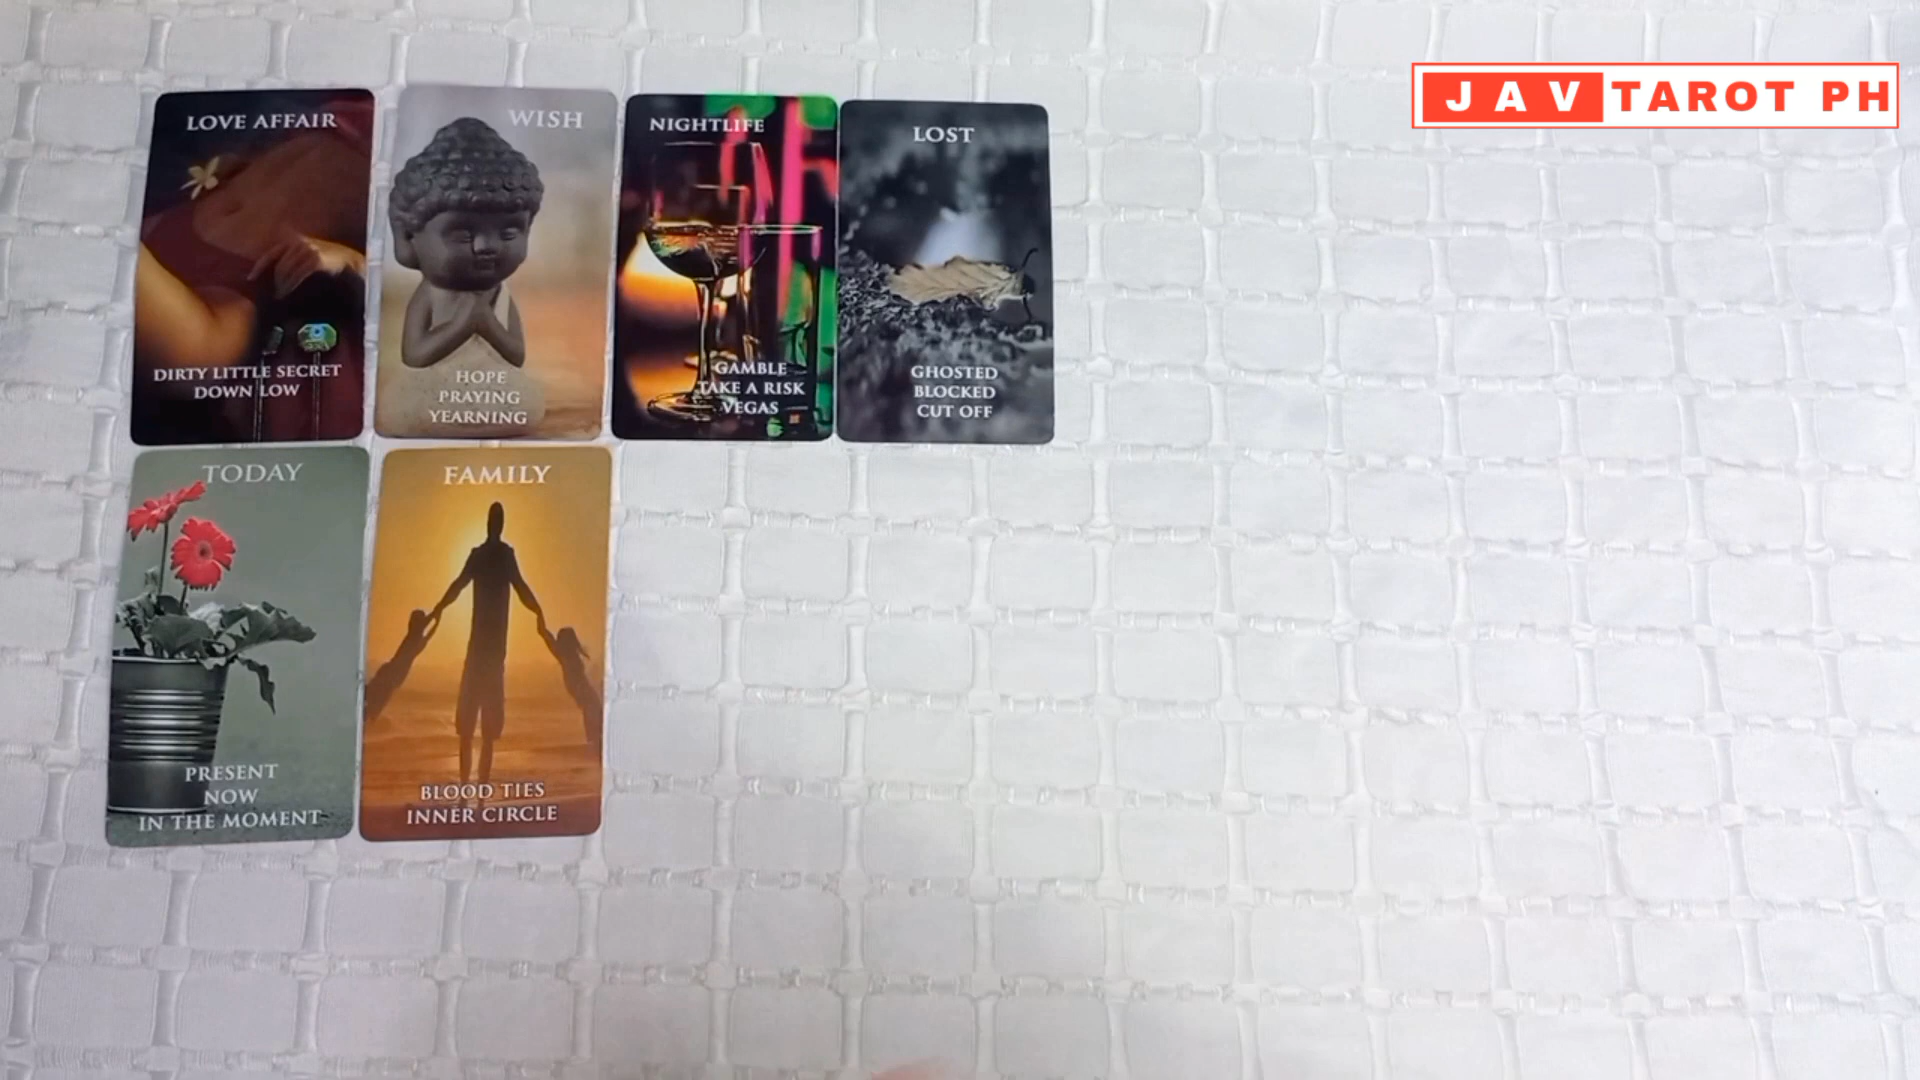 JAV TAROT PH
LOVE AFFAIR
DIRTY LITTLE SECRET
DOWN LOW
WISH
HOPE
PRAYING
YEARNING
NIGHTLIFE
GAMBLE
TAKE A RISK
VEGAS
LOST
GHOSTED
BLOCKED
CUT OFF
TODAY
PRESENT
NOW
IN THE MOMENT
FAMILY
BLOOD TIES
INNER CIRCLE